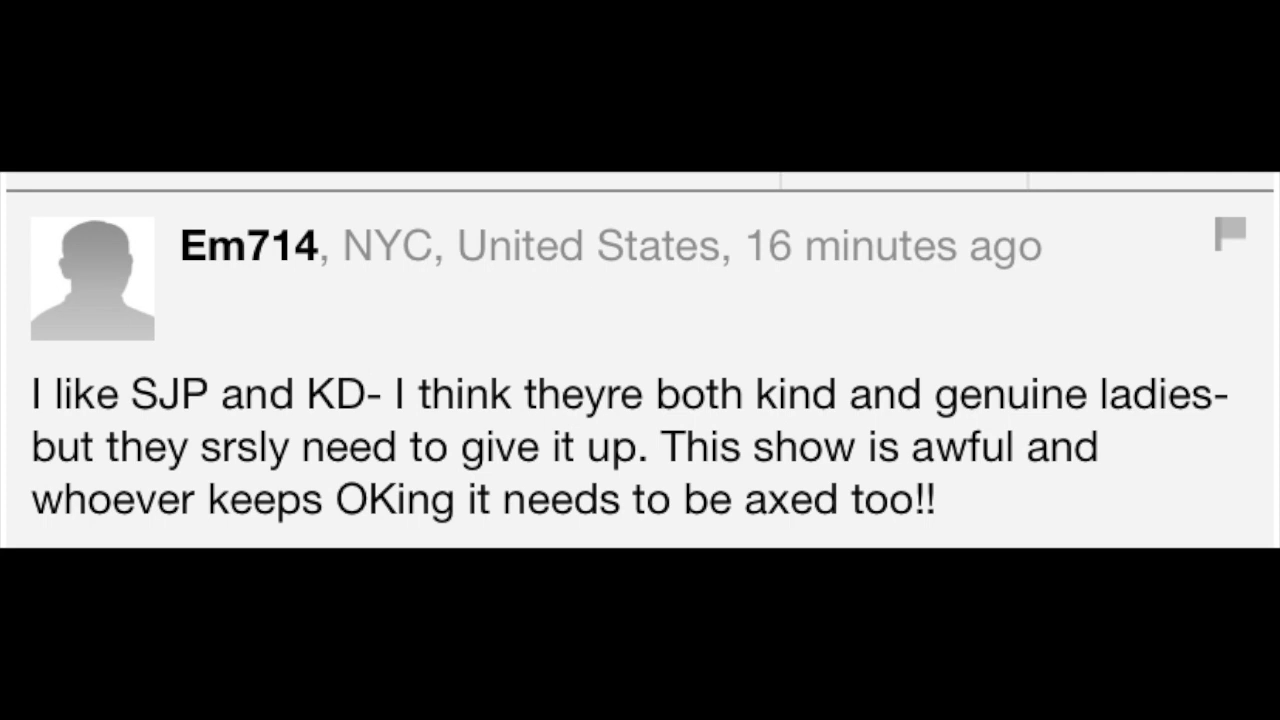 Em714, NYC, United States, 16 minutes ago
I like SJP and KD- I think theyre both kind and genuine ladies-
but they srsly need to give it up. This show is awful and
whoever keeps OKing it needs to be axed too!!